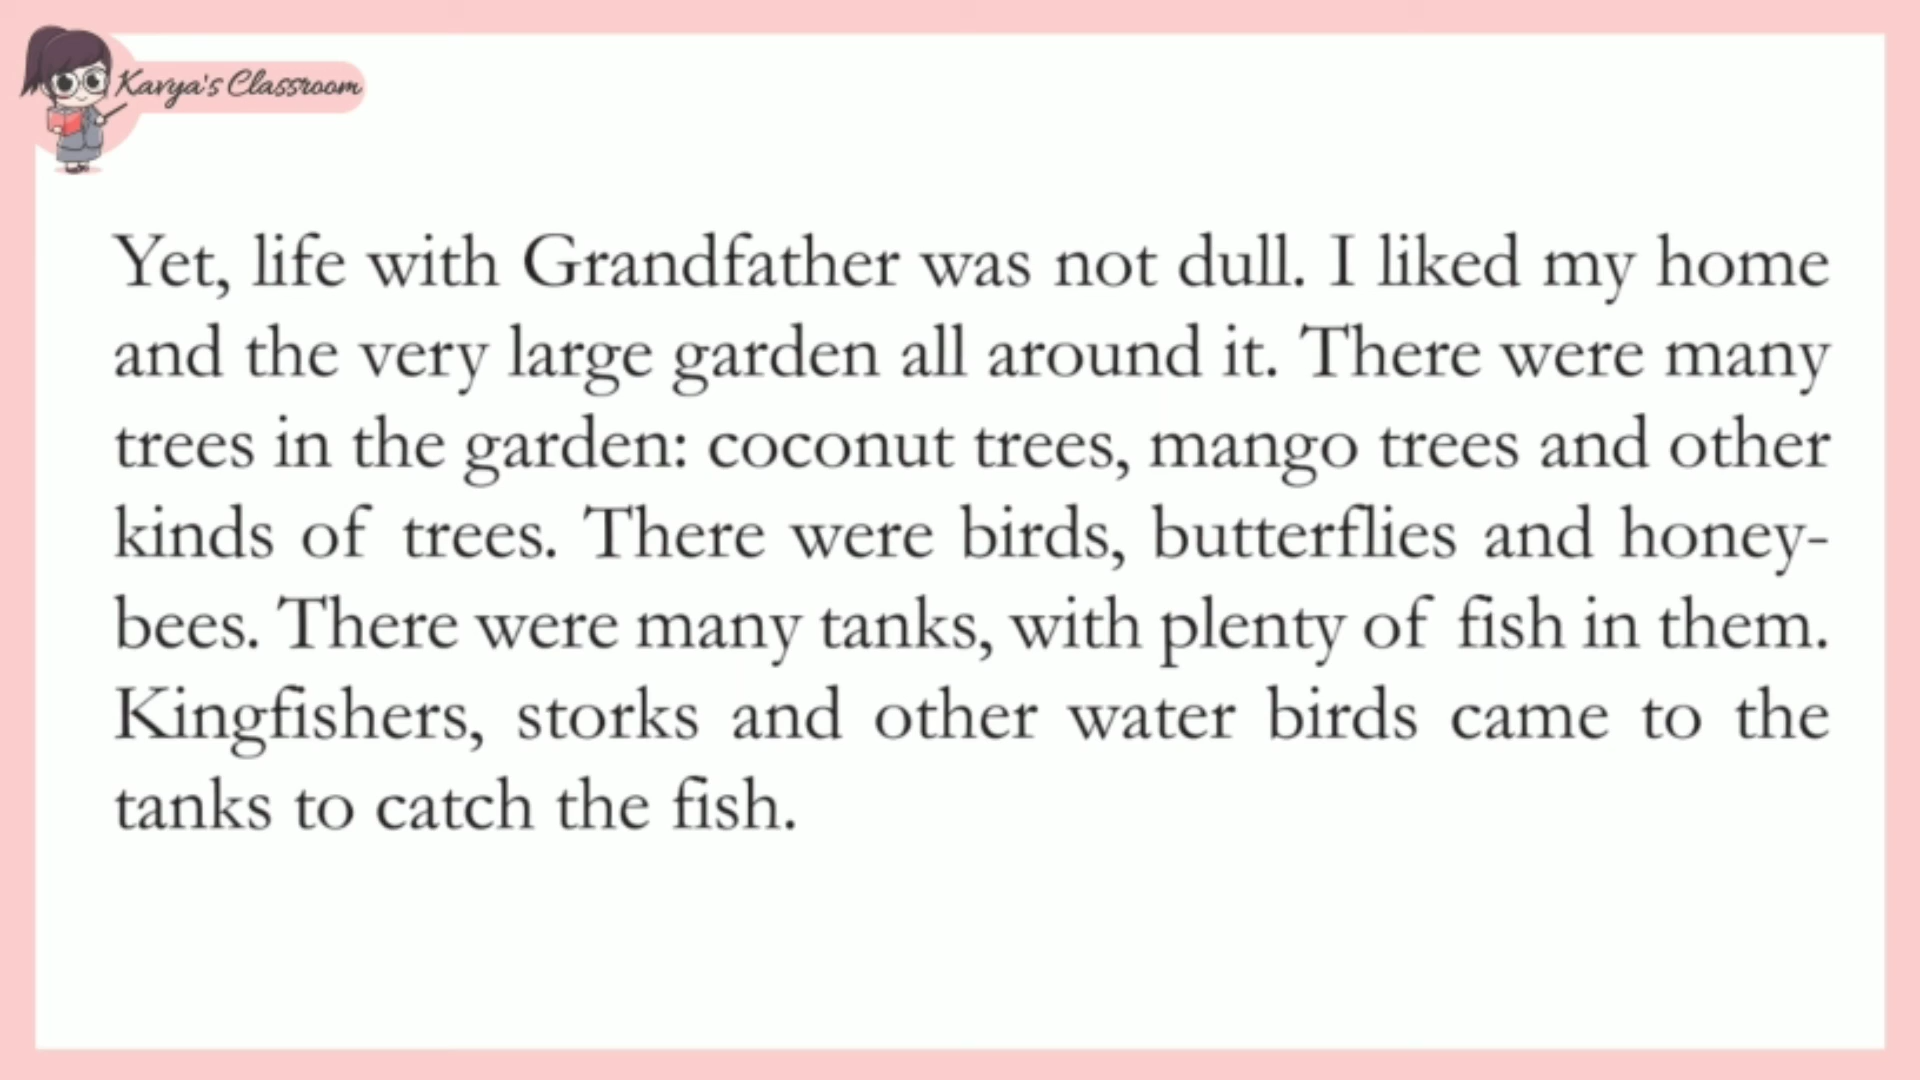 Kavya's Classroom
Yet, life with Grandfather was not dull. I liked my home
and the very large garden all around it. There were many
trees in the garden: coconut trees, mango trees and other
kinds of trees. There were birds, butterflies and honey-
bees. There were many tanks, with plenty of fish in them.
Kingfishers, storks and other water birds came to the
tanks to catch the fish.